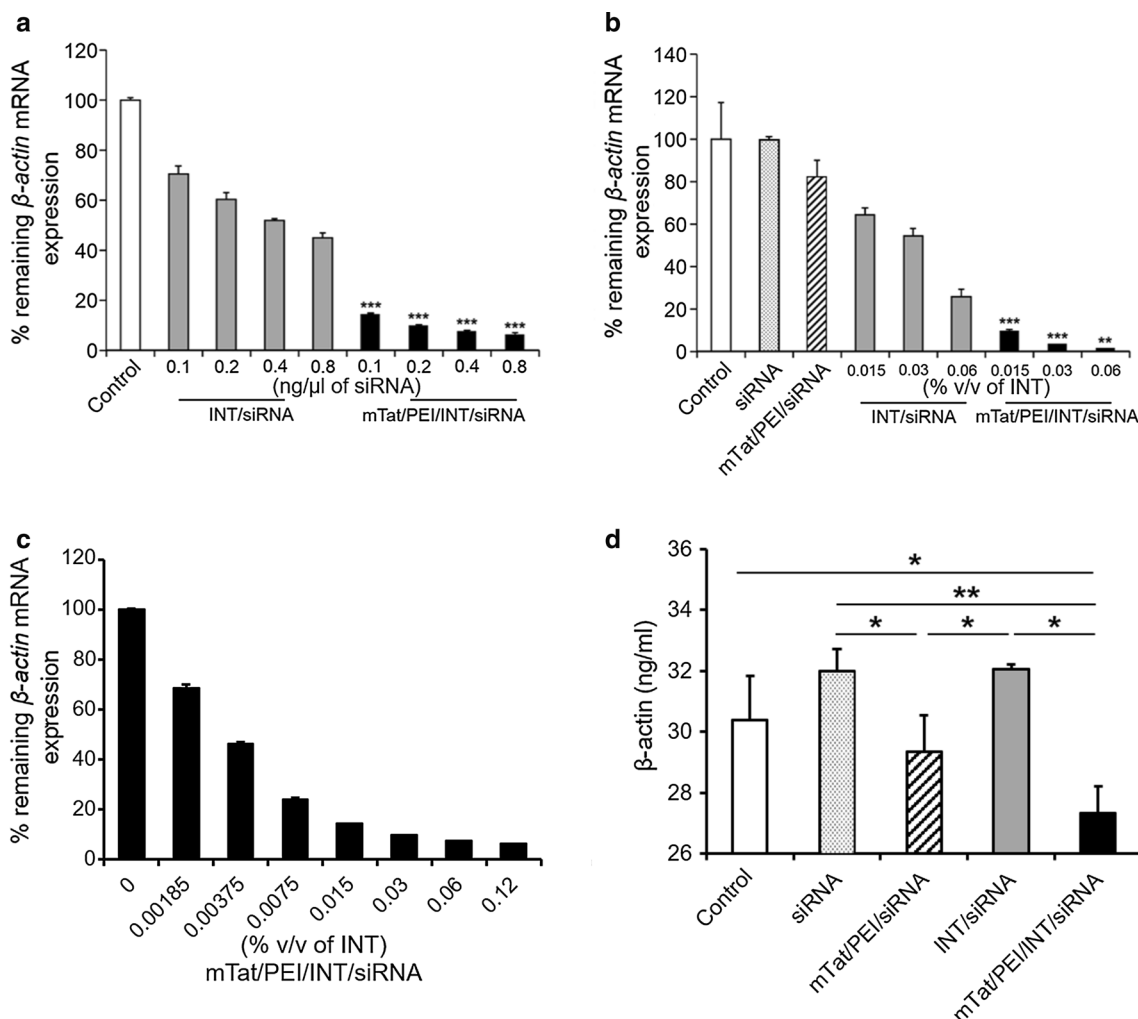 a
% remaining β-actin mRNA
expression
120
100
80
60
40
20
0
*** *** *** ***
Control 0.1 0.2 0.4 0.8 0.1 0.2 0.4 0.8
(ng/µl of siRNA)
INT/siRNA mTat/PEI/INT/siRNA
b
% remaining β-actin mRNA
expression
140
120
100
80
60
40
20
0
*** *** **
Control siRNA mTat/PEI/siRNA 0.015 0.03 0.06 0.015 0.03 0.06
(% v/v of INT)
INT/siRNA mTat/PEI/INT/siRNA
c
% remaining β-actin mRNA
expression
120
100
80
60
40
20
0
0 0.00185 0.00375 0.0075 0.015 0.03 0.06 0.12
(% v/v of INT)
mTat/PEI/INT/siRNA
d
β-actin (ng/ml)
36
34
32
30
28
26
*
**
* * *
Control siRNA mTat/PEI/siRNA INT/siRNA mTat/PEI/INT/siRNA